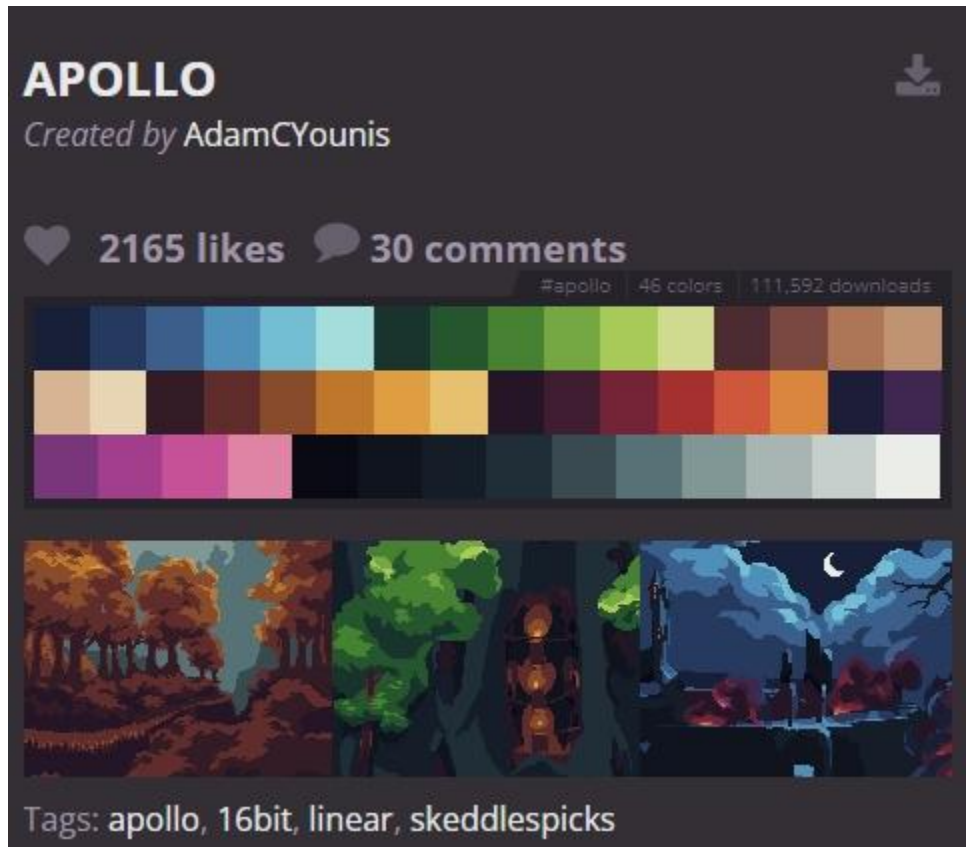 APOLLO
Created by AdamCYounis
2165 likes 30 comments
#apollo 46 colors 111,592 downloads
Tags: apollo, 16bit, linear, skeddlespicks